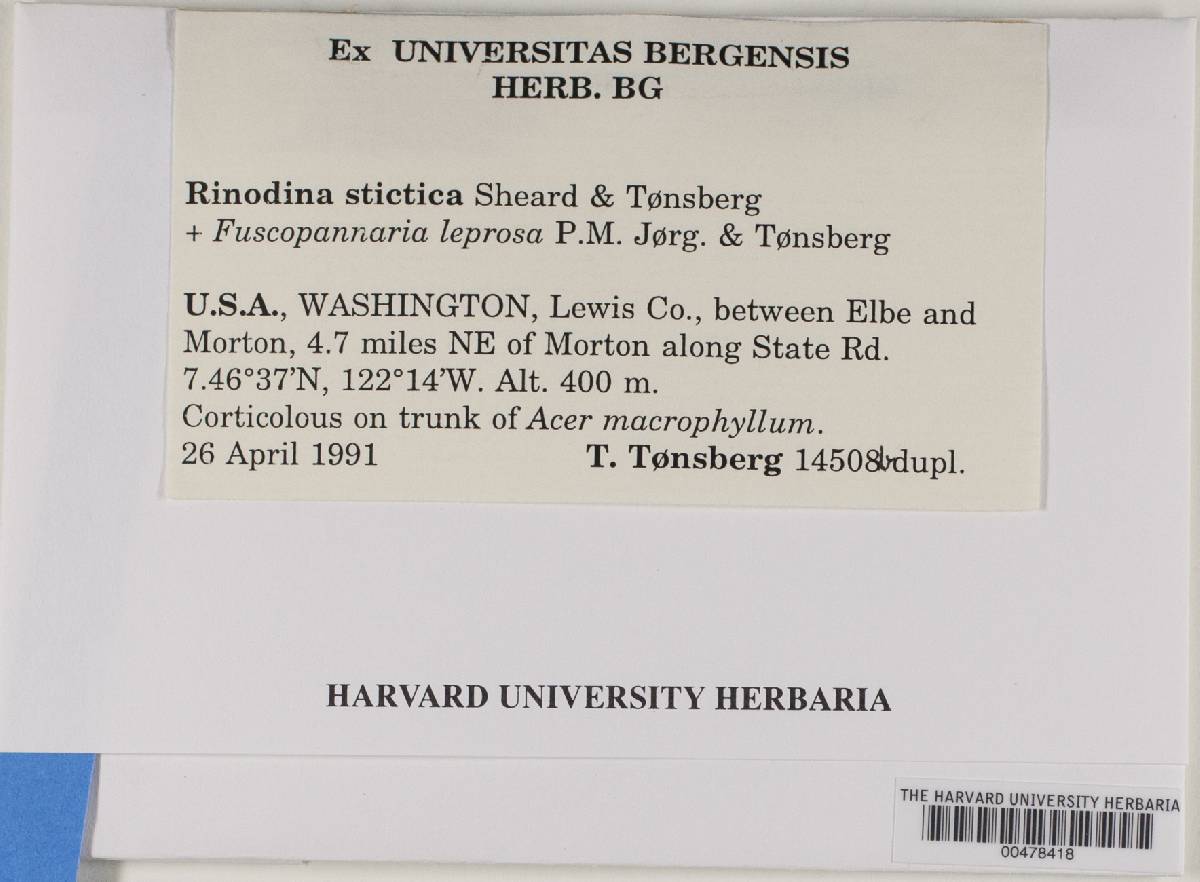 Ex UNIVERSITAS BERGENSIS
HERB. BG
Rinodina stictica Sheard & Tønsberg
+ Fuscopannaria leprosa P.M. Jørg. & Tønsberg
U.S.A., WASHINGTON, Lewis Co., between Elbe and
Morton, 4.7 miles NE of Morton along State Rd.
7.46°37'N, 122°14'W. Alt. 400 m.
Corticolous on trunk of Acer macrophyllum.
26 April 1991 T. Tønsberg 14508b dupl.
HARVARD UNIVERSITY HERBARIA
THE HARVARD UNIVERSITY HERBARIA
00478418